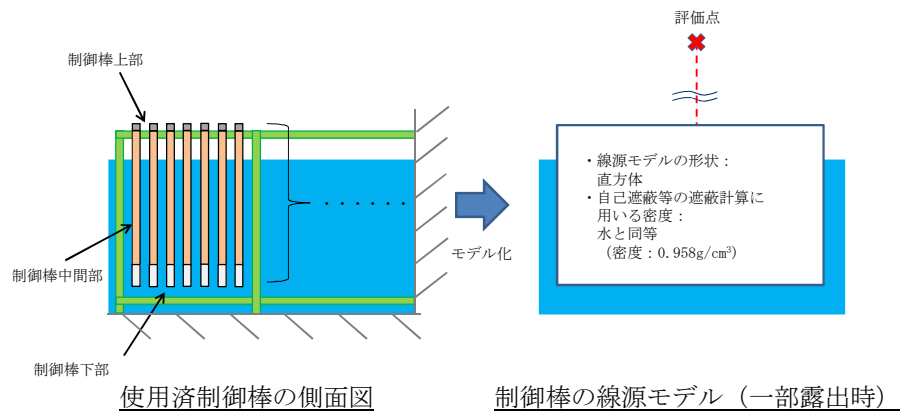 評価点
制御棒上部
・線源モデルの形状：
直方体
・自己遮蔽等の遮蔽計算に
用いる密度：
水と同等
（密度：0.958g/cm³）
モデル化
制御棒中間部
制御棒下部
使用済制御棒の側面図
制御棒の線源モデル（一部露出時）